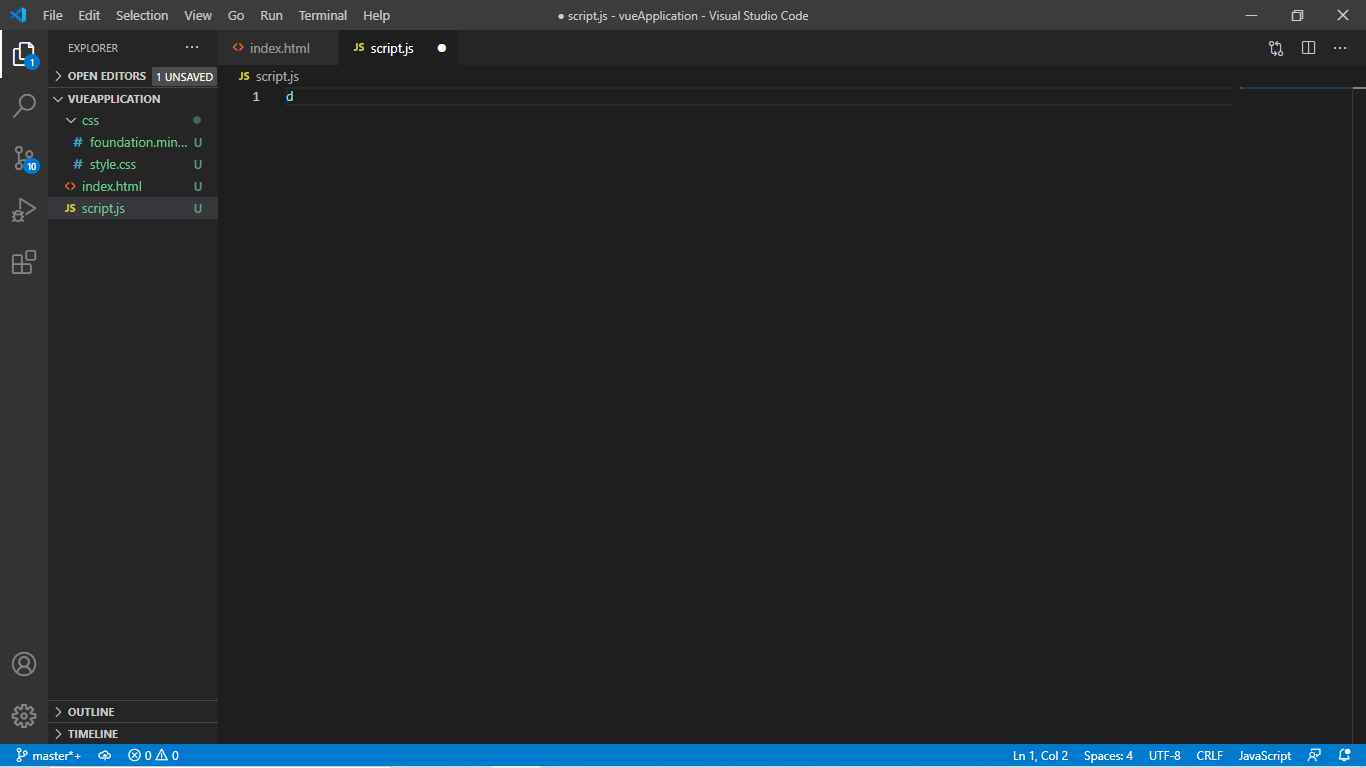 File Edit Selection View Go Run Terminal Help
● script.js - vueApplication - Visual Studio Code
EXPLORER ···
index.html
JS script.js ●
1
OPEN EDITORS 1 UNSAVED
JS script.js
VUEAPPLICATION
1 d
css
# foundation.min... U
10
# style.css U
index.html U
JS script.js U
OUTLINE
TIMELINE
master*+ 0 0 Ln 1, Col 2 Spaces: 4 UTF-8 CRLF JavaScript